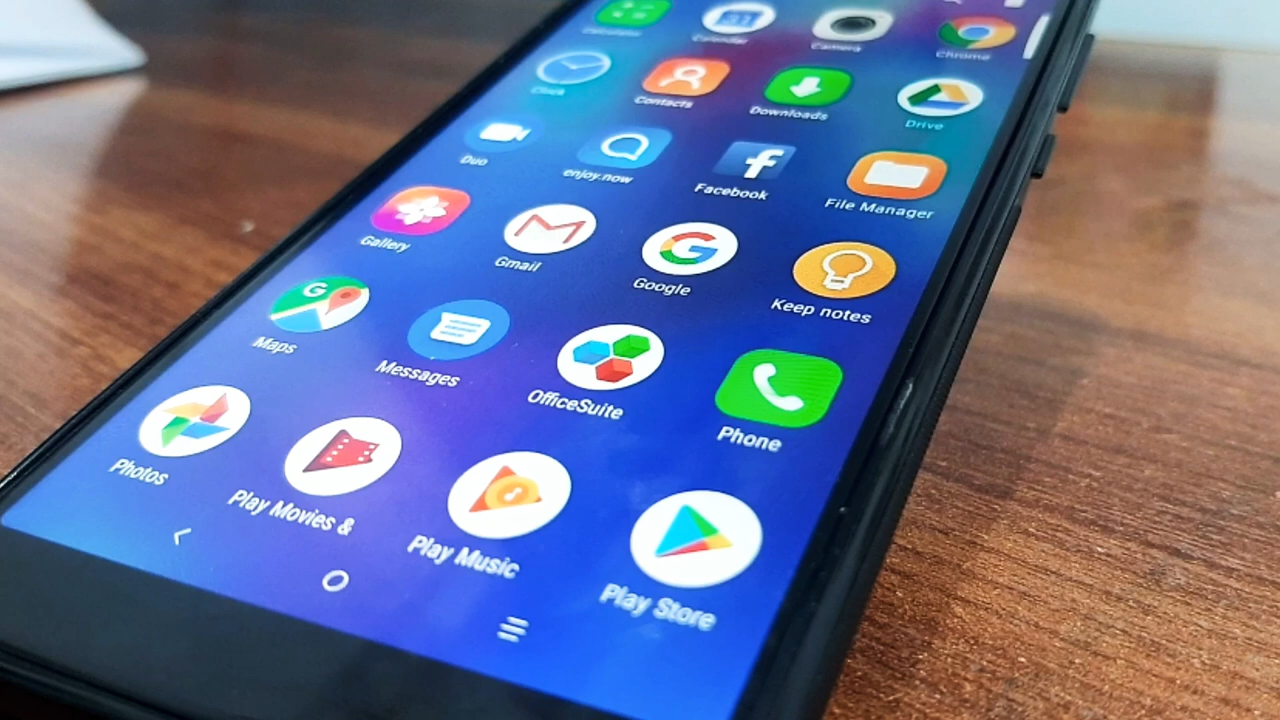 Calculator
Calendar
Camera
Chrome
Clock
Contacts
Downloads
Drive
Duo
enjoy.now
Facebook
File Manager
Gallery
Gmail
Google
Keep notes
Maps
Messages
OfficeSuite
Phone
Photos
Play Movies &
Play Music
Play Store